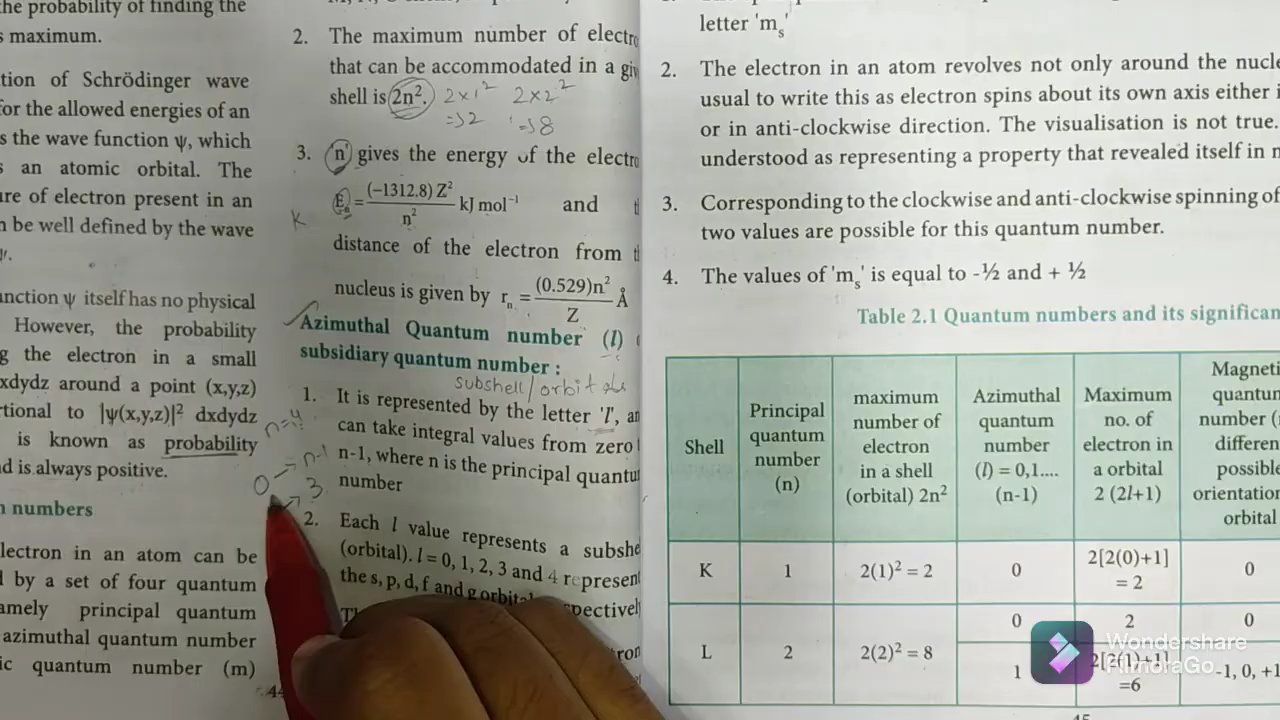 the probability of finding the
s maximum.
tion of Schrödinger wave
for the allowed energies of an
s the wave function ψ, which
s an atomic orbital. The
ure of electron present in an
n be well defined by the wave
ψ.
unction ψ itself has no physical
However, the probability
g the electron in a small
xdydz around a point (x,y,z)
rtional to |ψ(x,y,z)|² dxdydz
is known as probability
nd is always positive.
n numbers
lectron in an atom can be
d by a set of four quantum
amely principal quantum
azimuthal quantum number
ic quantum number (m)
44
2. The maximum number of electro
that can be accommodated in a giv
shell is 2n². 2×1² 2×2²
=>2 =>8
3. 'n' gives the energy of the electro
Eₙ = (-1312.8) Z² / n² kJ mol⁻¹ and t
K
distance of the electron from t
nucleus is given by rₙ = (0.529)n² / Z Å
Azimuthal Quantum number (l)
subsidiary quantum number :
subshell/orbitals
1. It is represented by the letter 'l', an
can take integral values from zero
n-1, where n is the principal quantu
number
n=4
0 → n-1
→ 3
2. Each l value represents a subshe
(orbital). l = 0, 1, 2, 3 and 4 represent
the s, p, d, f and g orbital pectively
Th
tron
letter 'mₛ'
2. The electron in an atom revolves not only around the nucle
usual to write this as electron spins about its own axis either i
or in anti-clockwise direction. The visualisation is not true.
understood as representing a property that revealed itself in m
3. Corresponding to the clockwise and anti-clockwise spinning of
two values are possible for this quantum number.
4. The values of 'mₛ' is equal to -½ and + ½
Table 2.1 Quantum numbers and its significan
Shell
Principal
quantum
number
(n)
maximum
number of
electron
in a shell
(orbital) 2n²
Azimuthal
quantum
number
(l) = 0,1....
(n-1)
Maximum
no. of
electron in
a orbital
2 (2l+1)
Magneti
quantum
number (
differen
possible
orientation
orbital
K 1 2(1)² = 2 0 2[2(0)+1] = 2 0
L 2 2(2)² = 8 0 2 0
1 2[2(1)+1] =6 -1, 0, +1
Wondershare
FilmoraGo
45